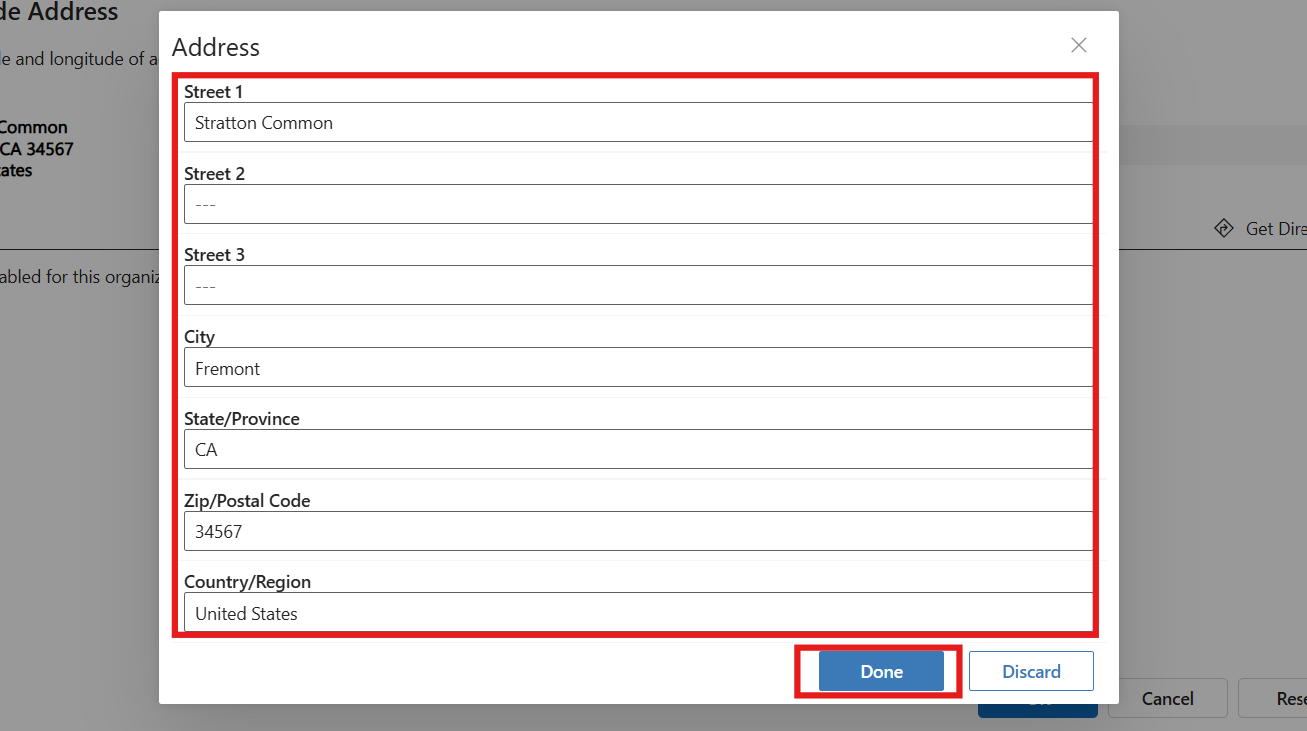 de Address
Address
le and longitude of a
Street 1
Stratton Common
Common
CA 34567
ates
Street 2
---
Get Dire
Street 3
---
abled for this organiz
City
Fremont
State/Province
CA
Zip/Postal Code
34567
Country/Region
United States
Done
Discard
Cancel
Rese